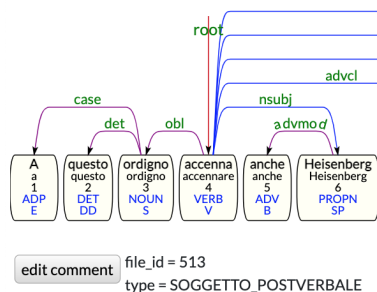 root
advcl
case
nsubj
det
obl
advmod
A questo ordigno accenna anche Heisenberg
a questo ordigno accennare anche Heisenberg
1 2 3 4 5 6
ADP DET NOUN VERB ADV PROPN
E DD S V B SP
edit comment
file_id = 513
type = SOGGETTO_POSTVERBALE